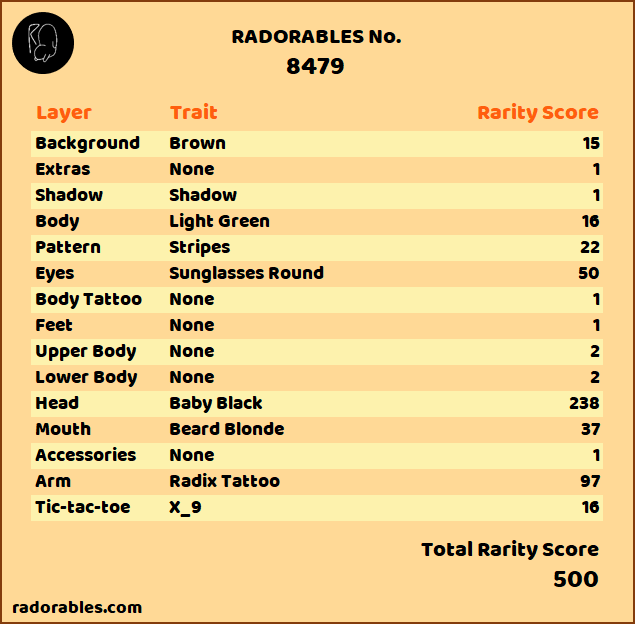 RADORABLES No.
8479
Layer Trait Rarity Score
Background Brown 15
Extras None 1
Shadow Shadow 1
Body Light Green 16
Pattern Stripes 22
Eyes Sunglasses Round 50
Body Tattoo None 1
Feet None 1
Upper Body None 2
Lower Body None 2
Head Baby Black 238
Mouth Beard Blonde 37
Accessories None 1
Arm Radix Tattoo 97
Tic-tac-toe X_9 16
Total Rarity Score
500
radorables.com